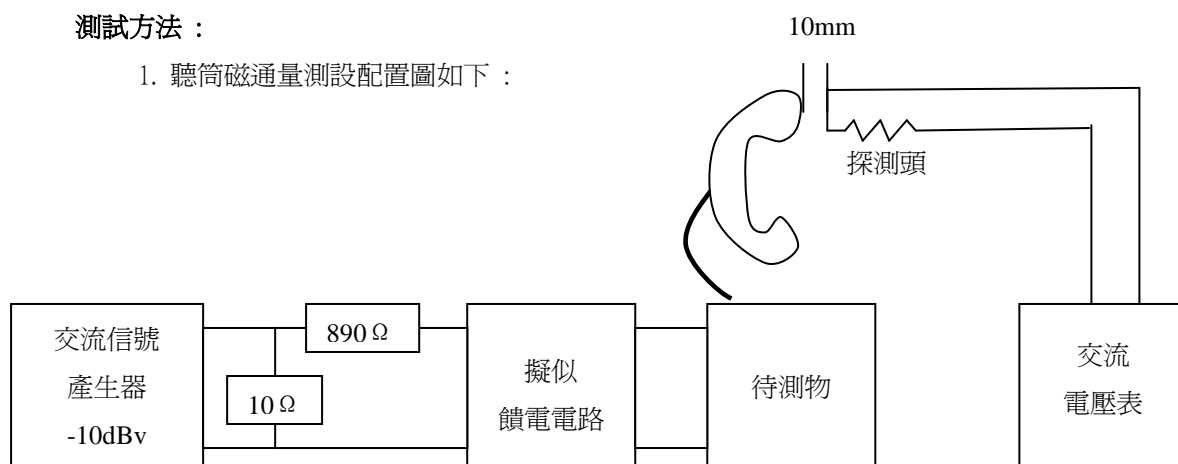 測試方法：
10mm
1. 聽筒磁通量測設配置圖如下：
探測頭
交流信號
產生器
-10dBv
890Ω
10Ω
擬似
饋電電路
待測物
交流
電壓表